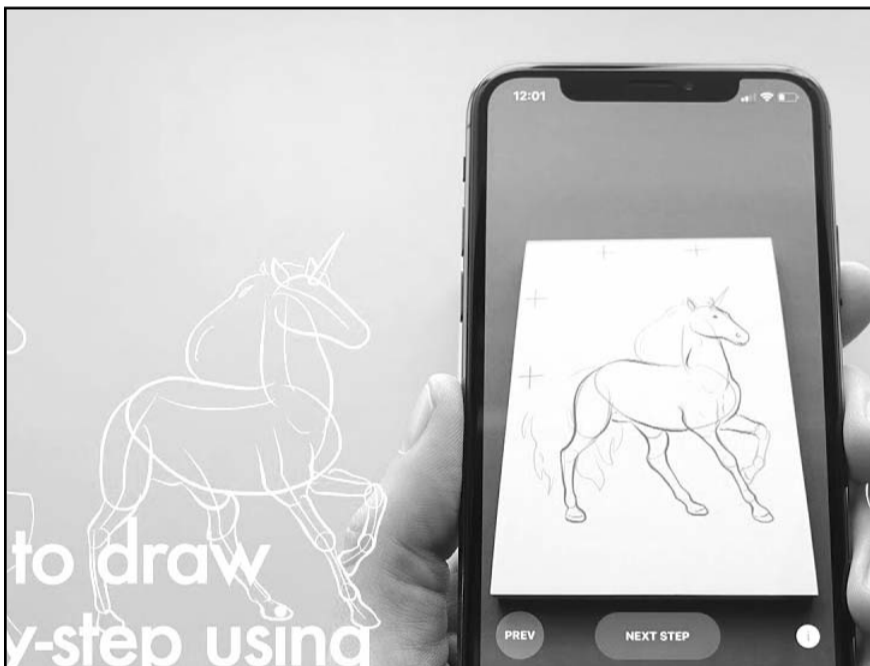 to draw
y-step using
12:01
PREV
NEXT STEP
i